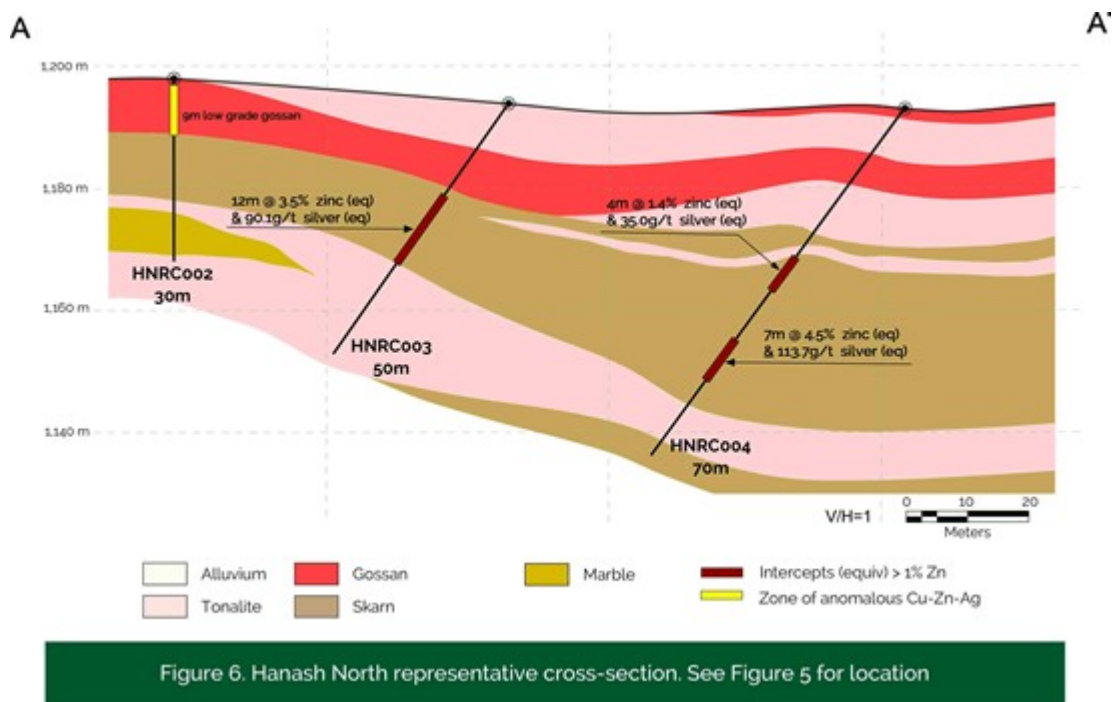 A
A'
1,200 m
1,180 m
1,160 m
1,140 m
9m low grade gossan
12m @ 3.5% zinc (eq)
& 90.1g/t silver (eq)
4m @ 1.4% zinc (eq)
& 35.0g/t silver (eq)
HNRC002
30m
7m @ 4.5% zinc (eq)
& 113.7g/t silver (eq)
HNRC003
50m
HNRC004
70m
V/H=1
0 10 20
Meters
Alluvium
Gossan
Marble
Intercepts (equiv) > 1% Zn
Tonalite
Skarn
Zone of anomalous Cu-Zn-Ag
Figure 6. Hanash North representative cross-section. See Figure 5 for location